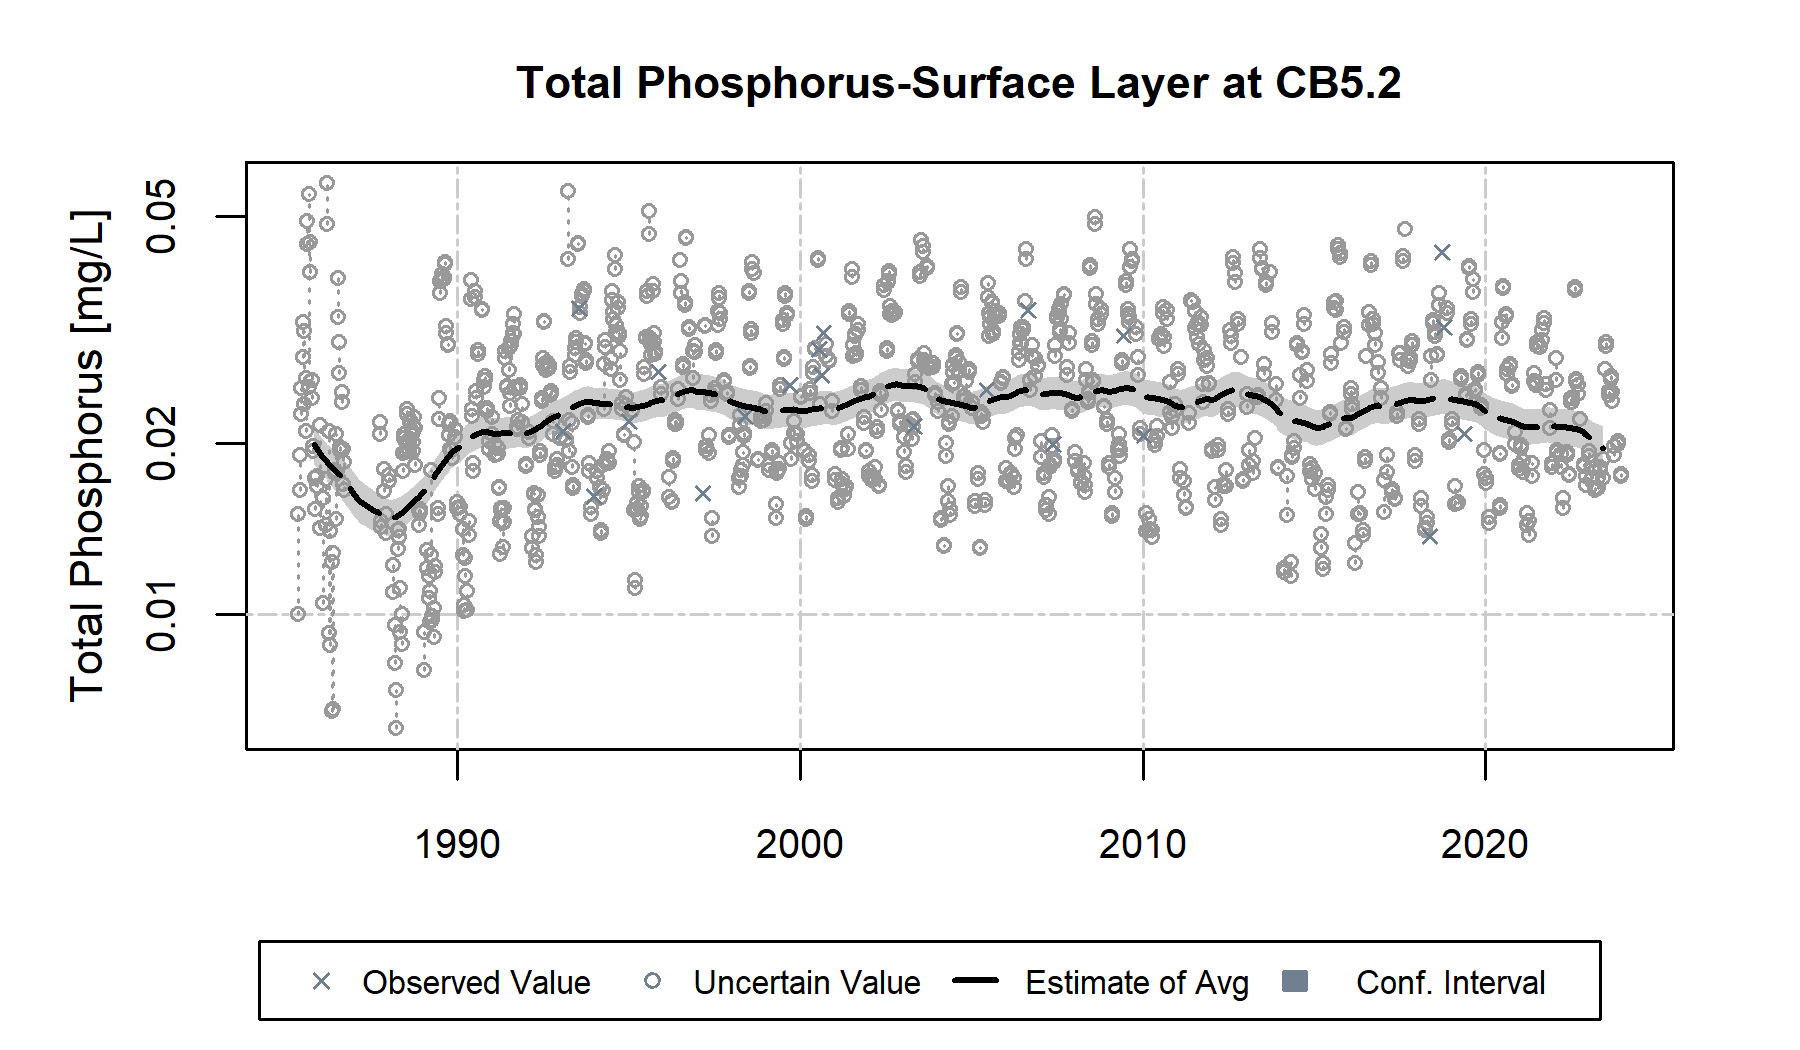 Total Phosphorus-Surface Layer at CB5.2
Total Phosphorus [mg/L]
0.05
0.02
0.01
1990 2000 2010 2020
Observed Value Uncertain Value Estimate of Avg Conf. Interval